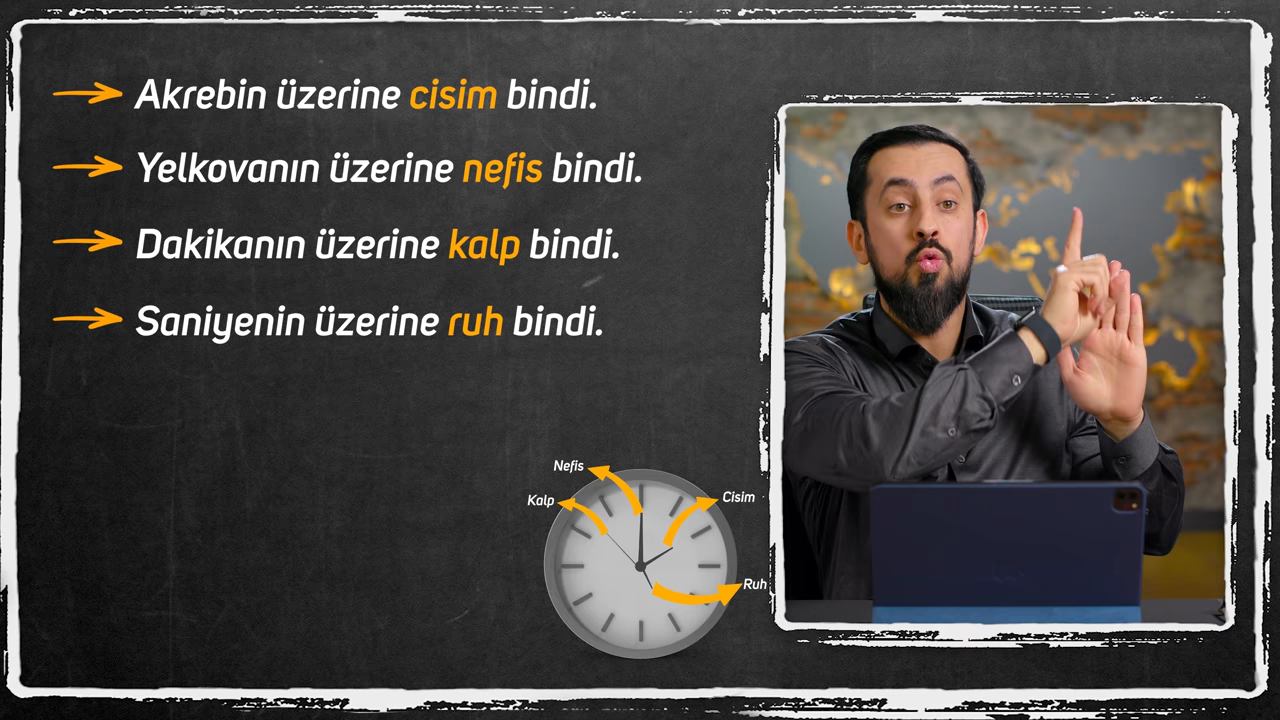 Akrebin üzerine cisim bindi.
Yelkovanın üzerine nefis bindi.
Dakikanın üzerine kalp bindi.
Saniyenin üzerine ruh bindi.
Nefis
Kalp
Cisim
Ruh